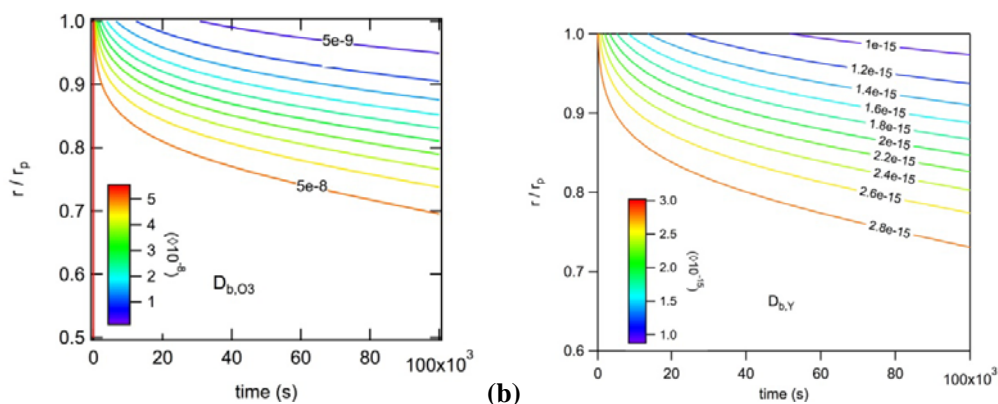 1.0
0.9
0.8
0.7
0.6
0.5
r / rp
5e-9
5e-8
5
4
3
2
1
(◊10-8)
Db,O3
0
20
40
60
80
100x103
time (s)
(b)
1.0
0.9
0.8
0.7
0.6
r / rp
1e-15
1.2e-15
1.4e-15
1.6e-15
1.8e-15
2e-15
2.2e-15
2.4e-15
2.6e-15
2.8e-15
3.0
2.5
2.0
1.5
1.0
(◊10-15)
Db,Y
0
20
40
60
80
100x103
time (s)